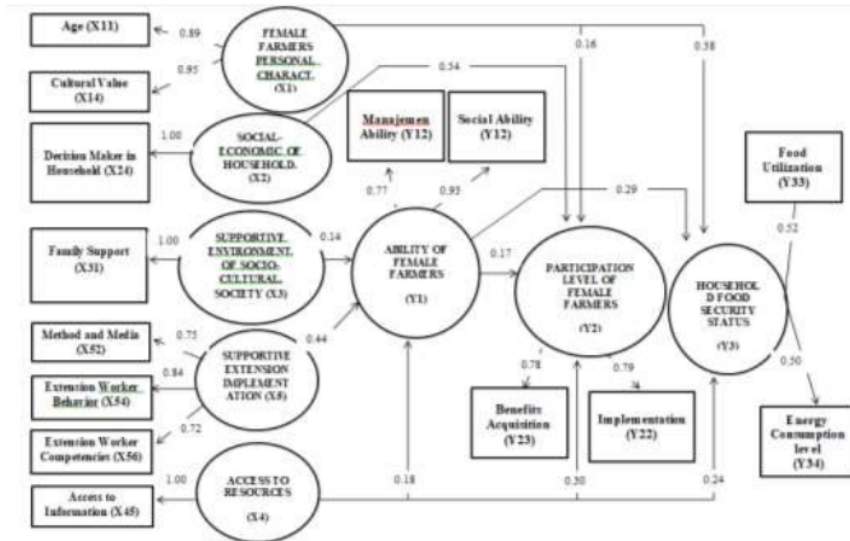 Age (X11)
0.89
FEMALE
FARMERS
PERSONAL
CHARACT.
(X1)
0.16
0.38
Cultural Value
(X14)
0.95
0.54
Manajemen
Ability (Y12)
Social Ability
(Y12)
Decision Maker in
Household (X24)
1.00
SOCIAL-
ECONOMIC OF
HOUSEHOLD.
(X2)
Food
Utilization
(Y33)
0.77
0.95
0.29
0.52
Family Support
(X31)
1.00
SUPPORTIVE
ENVIRONMENT
OF SOCIO-
CULTURAL
SOCIETY (X3)
0.14
ABILITY OF
FEMALE
FARMERS
(Y1)
0.17
PARTICIPATION
LEVEL OF
FEMALE
FARMERS
(Y2)
HOUSEHOL
D FOOD
SECURITY
STATUS
(Y3)
Method and Media
(X52)
0.75
Extension Worker
Behavior (X54)
0.84
SUPPORTIVE
EXTENSION
IMPLEMENT
ATION (X5)
0.44
0.78
0.79
0.50
Extension Worker
Competencies (X56)
0.72
Benefits
Acquisition
(Y23)
Implementation
(Y22)
Energy
Consumption
level
(Y34)
Access to
Information (X45)
1.00
ACCESS TO
RESOURCES
(X4)
0.18
0.24